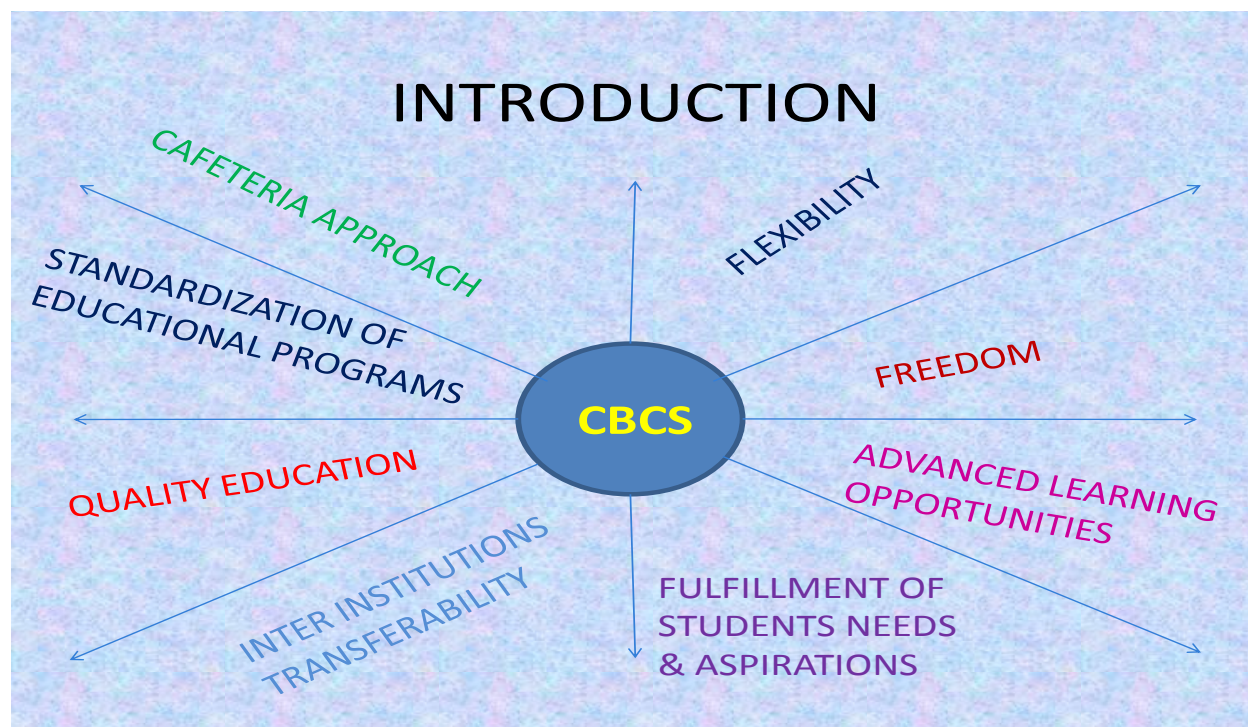 INTRODUCTION
CAFETERIA APPROACH
FLEXIBILITY
STANDARDIZATION OF
EDUCATIONAL PROGRAMS
FREEDOM
CBCS
QUALITY EDUCATION
ADVANCED LEARNING
OPPORTUNITIES
INTER INSTITUTIONS
TRANSFERABILITY
FULFILLMENT OF
STUDENTS NEEDS
& ASPIRATIONS